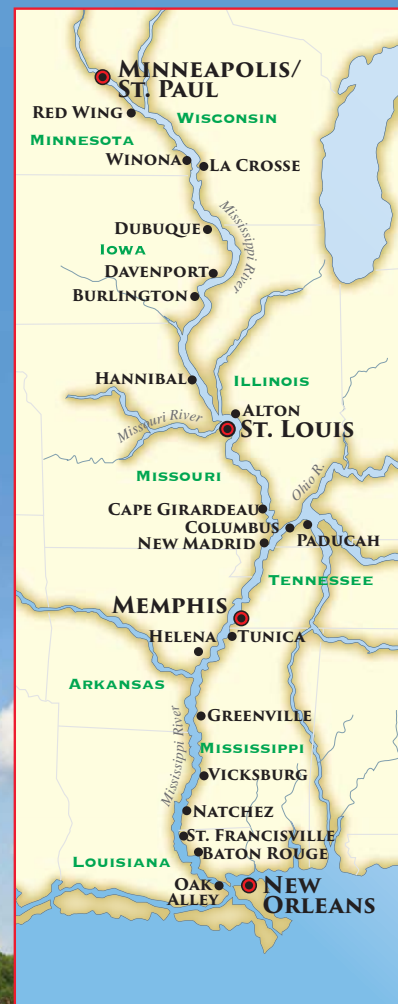 MINNEAPOLIS/
ST. PAUL
RED WING
WISCONSIN
MINNESOTA
WINONA
LA CROSSE
Mississippi River
DUBUQUE
IOWA
DAVENPORT
BURLINGTON
HANNIBAL
ILLINOIS
ALTON
Missouri River
ST. LOUIS
MISSOURI
Ohio R.
CAPE GIRARDEAU
COLUMBUS
PADUCAH
NEW MADRID
TENNESSEE
MEMPHIS
HELENA
TUNICA
ARKANSAS
Mississippi River
GREENVILLE
MISSISSIPPI
VICKSBURG
NATCHEZ
ST. FRANCISVILLE
BATON ROUGE
LOUISIANA
OAK
ALLEY
NEW
ORLEANS